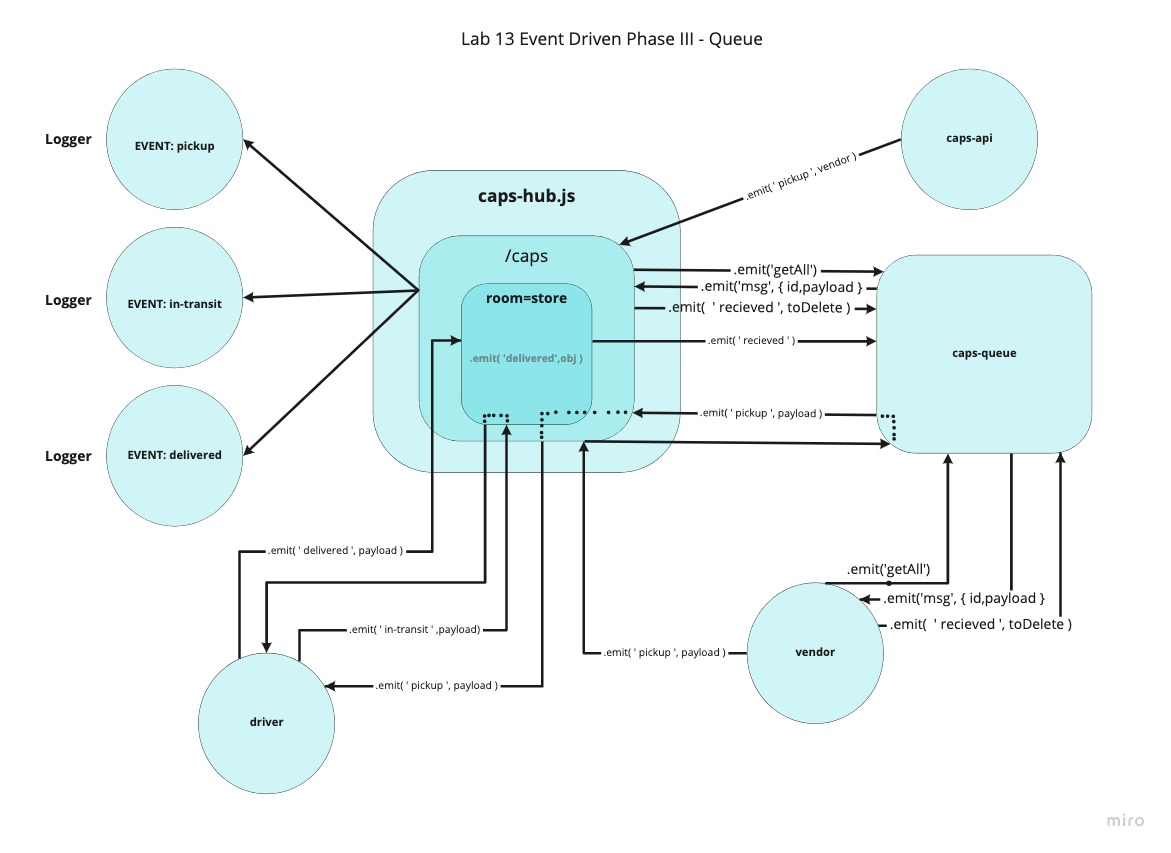 Lab 13 Event Driven Phase III - Queue
Logger
EVENT: pickup
caps-api
.emit( ' pickup ', vendor )
caps-hub.js
/caps
room=store
.emit( 'delivered',obj )
Logger
EVENT: in-transit
.emit('getAll')
.emit('msg', { id,payload }
.emit(  ' recieved ', toDelete )
.emit( ' recieved ' )
caps-queue
.emit( ' pickup ', payload )
Logger
EVENT: delivered
.emit( ' delivered ', payload )
.emit( ' in-transit ' ,payload)
.emit( ' pickup ', payload )
driver
.emit( ' pickup ', payload )
.emit('getAll')
.emit('msg', { id,payload }
.emit(  ' recieved ', toDelete )
vendor
miro